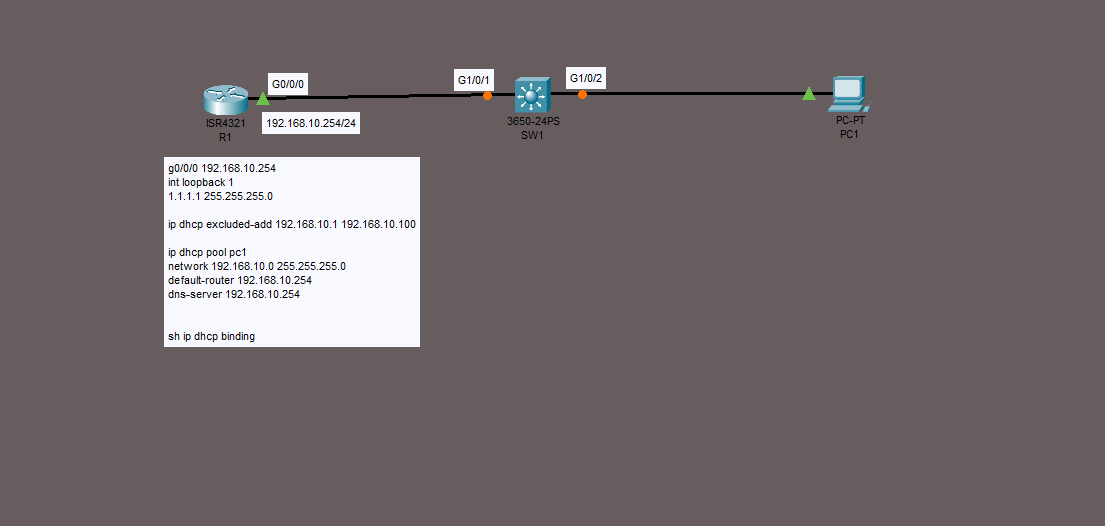 G0/0/0
G1/0/1
G1/0/2
192.168.10.254/24
ISR4321
R1
3650-24PS
SW1
PC-PT
PC1
g0/0/0 192.168.10.254
int loopback 1
1.1.1.1 255.255.255.0
ip dhcp excluded-add 192.168.10.1 192.168.10.100
ip dhcp pool pc1
network 192.168.10.0 255.255.255.0
default-router 192.168.10.254
dns-server 192.168.10.254
sh ip dhcp binding